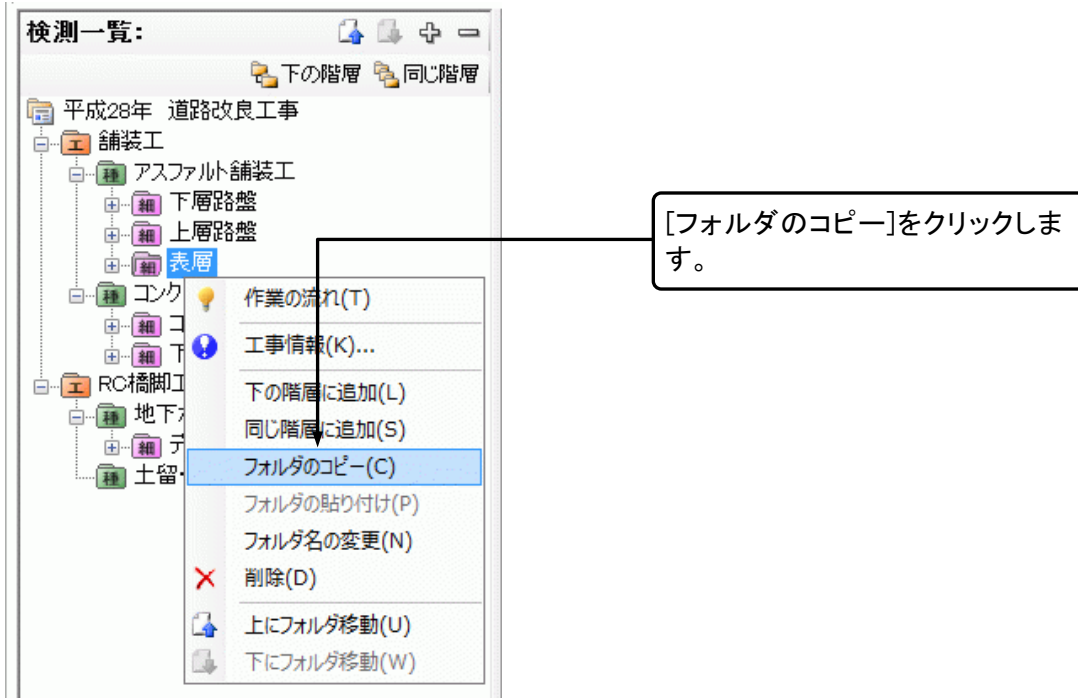 検測一覧:
下の階層 同じ階層
平成28年 道路改良工事
工 舗装工
種 アスファルト舗装工
細 下層路盤
細 上層路盤
細 表層
種 コンク
細 コ
細 下
工 RC橋脚工
種 地下
細 テ
種 土留・
作業の流れ(T)
工事情報(K)...
下の階層に追加(L)
同じ階層に追加(S)
フォルダのコピー(C)
フォルダの貼り付け(P)
フォルダ名の変更(N)
削除(D)
上にフォルダ移動(U)
下にフォルダ移動(W)
[フォルダのコピー]をクリックしま
す。